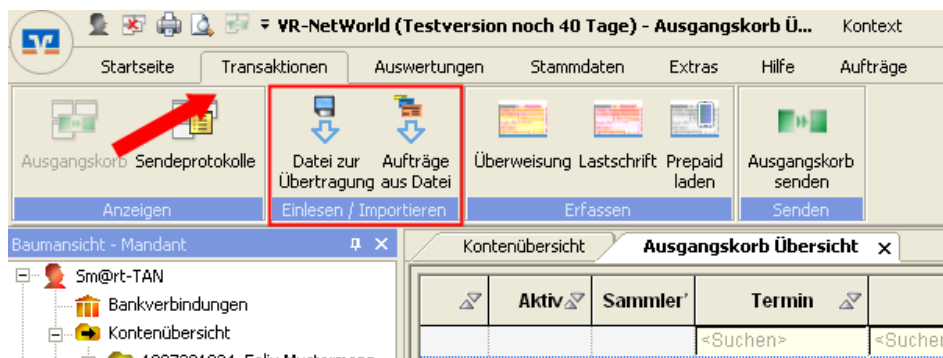 VR-NetWorld (Testversion noch 40 Tage) - Ausgangskorb Ü... Kontext
Startseite Transaktionen Auswertungen Stammdaten Extras Hilfe Aufträge
Ausgangskorb Sendeprotokolle Datei zur Aufträge Überweisung Lastschrift Prepaid Ausgangskorb
Übertragung aus Datei laden senden
Anzeigen Einlesen / Importieren Erfassen Senden
Baumansicht - Mandant Kontenübersicht Ausgangskorb Übersicht
Sm@rt-TAN
Aktiv Sammler Termin
Bankverbindungen
Kontenübersicht
<Suchen> <Suchen